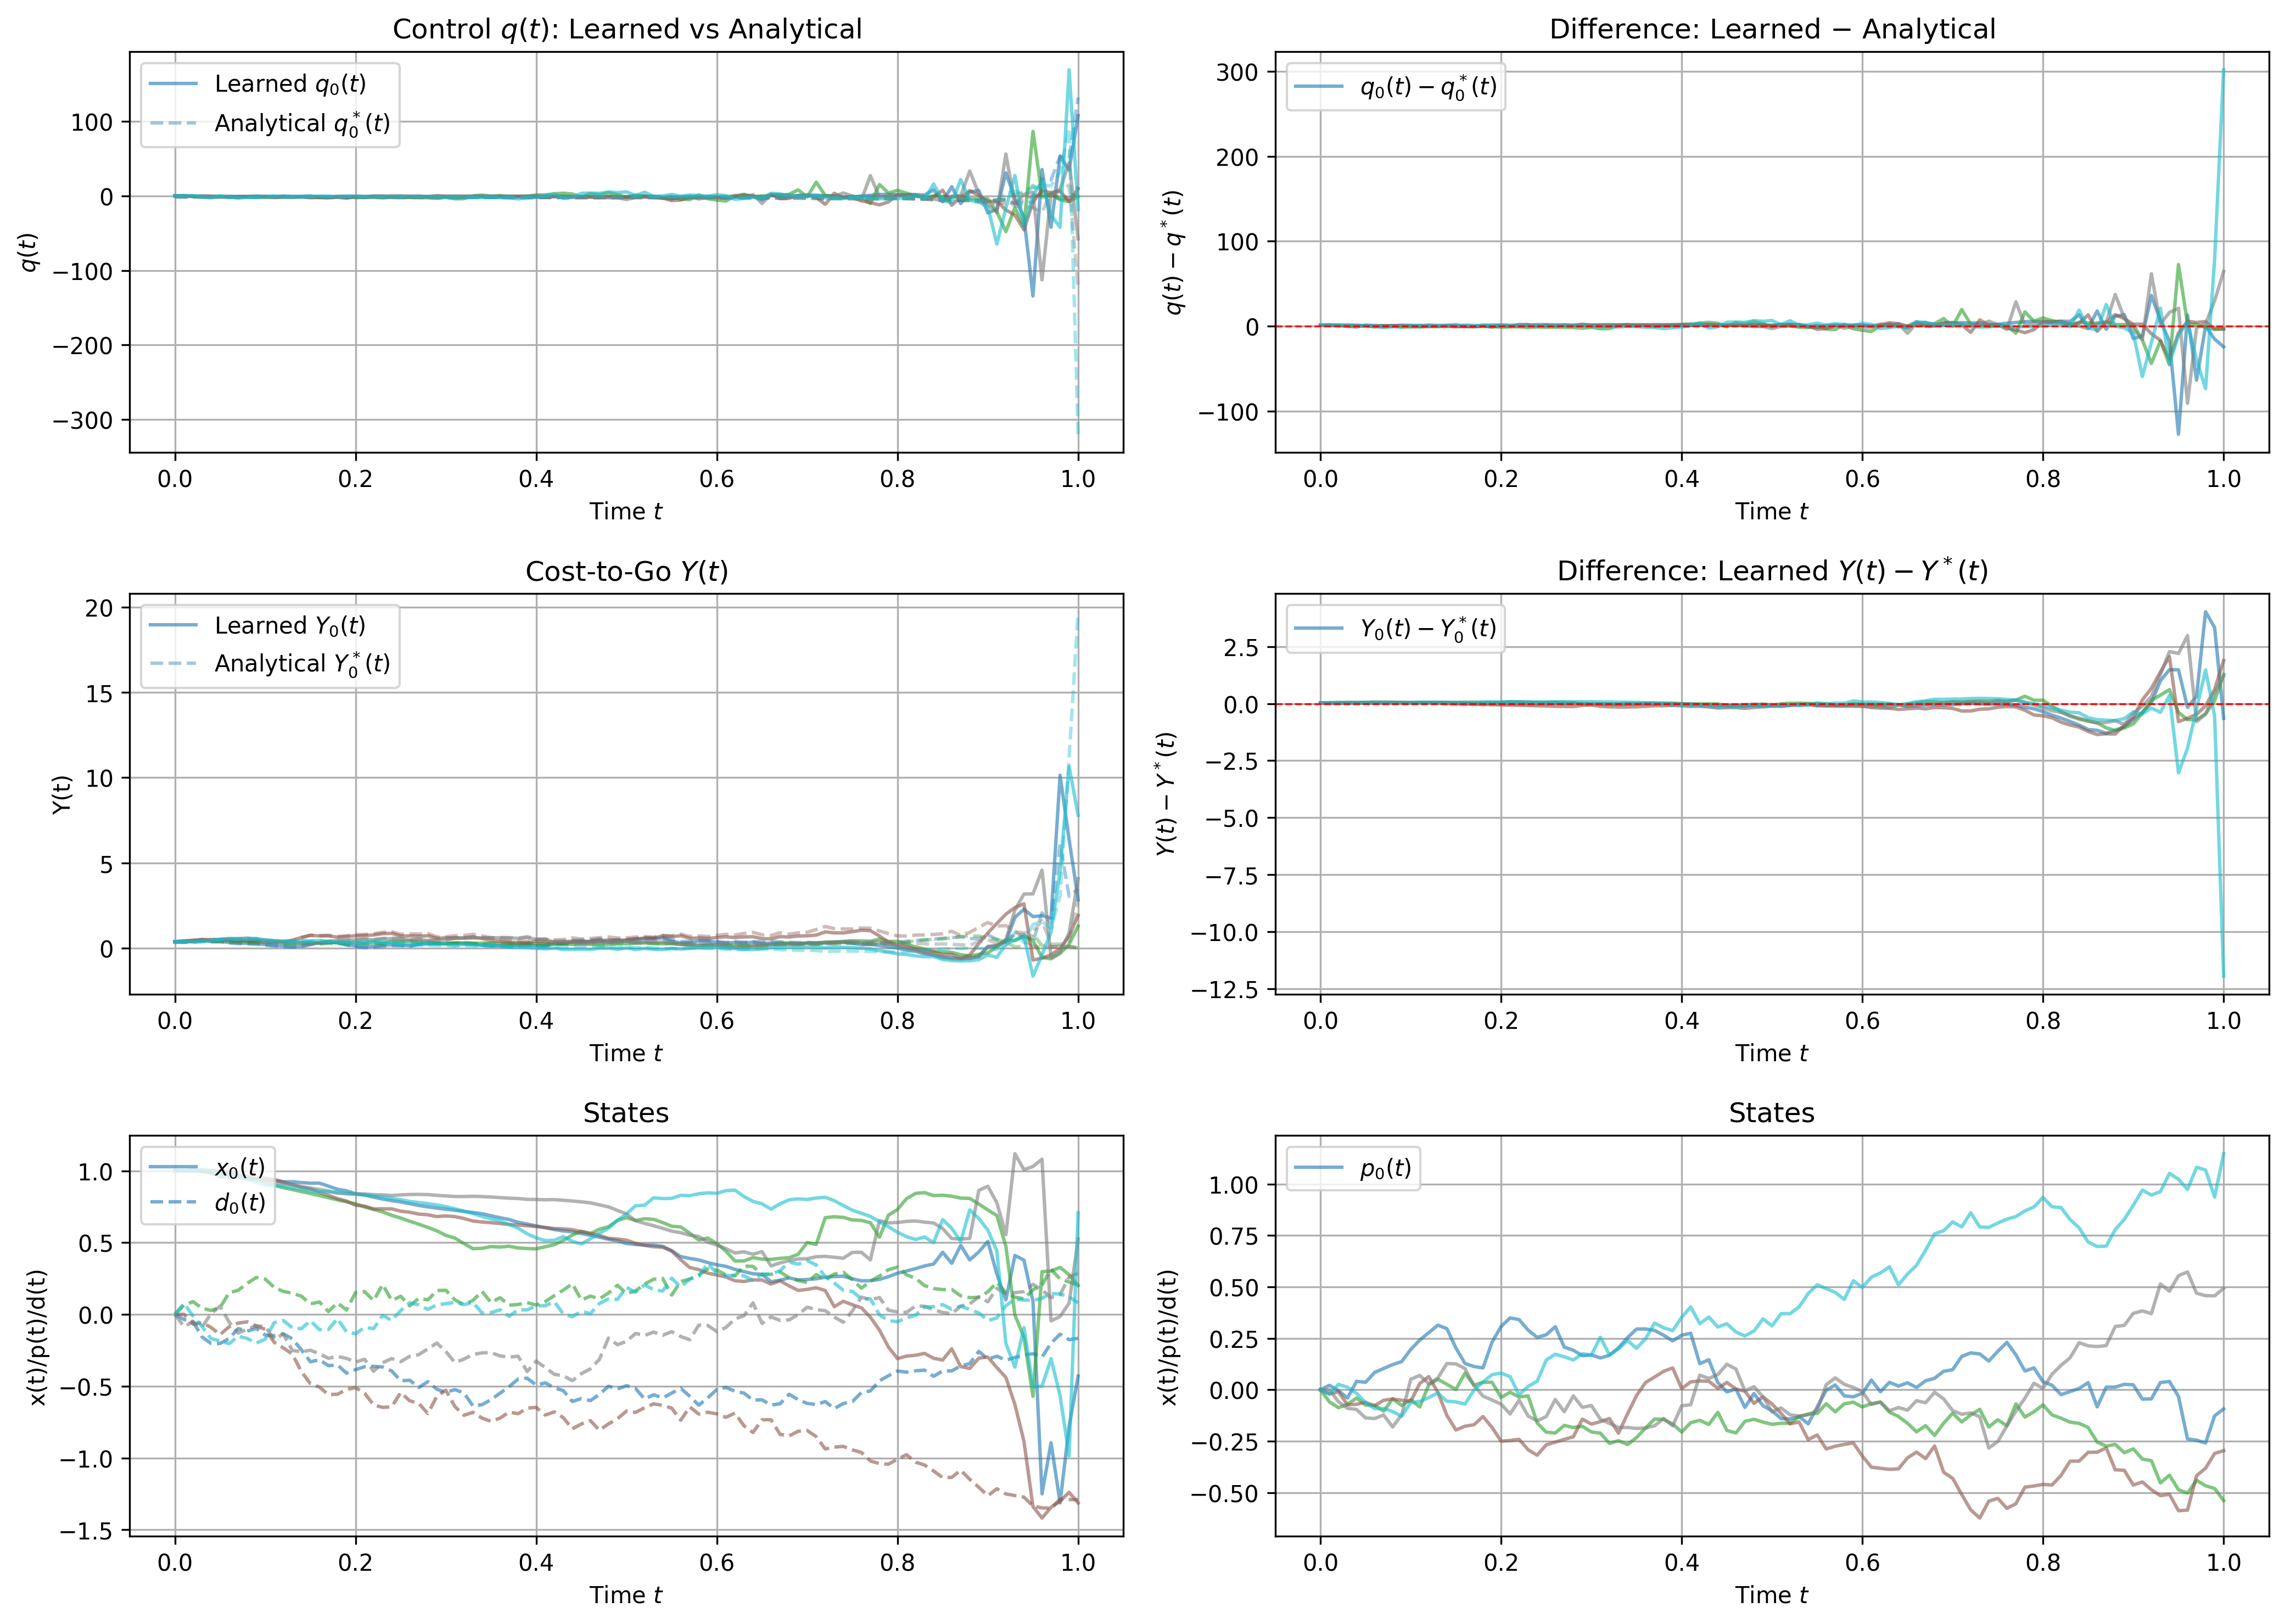 Control q(t): Learned vs Analytical
Learned q₀(t)
Analytical q₀*(t)
100
0
−100
−200
−300
q(t)
0.0 0.2 0.4 0.6 0.8 1.0
Time t
Difference: Learned − Analytical
q₀(t) − q₀*(t)
300
200
100
0
−100
q(t) − q*(t)
0.0 0.2 0.4 0.6 0.8 1.0
Time t
Cost-to-Go Y(t)
Learned Y₀(t)
Analytical Y₀*(t)
20
15
10
5
0
Y(t)
0.0 0.2 0.4 0.6 0.8 1.0
Time t
Difference: Learned Y(t) − Y*(t)
Y₀(t) − Y₀*(t)
2.5
0.0
−2.5
−5.0
−7.5
−10.0
−12.5
Y(t) − Y*(t)
0.0 0.2 0.4 0.6 0.8 1.0
Time t
States
x₀(t)
d₀(t)
1.0
0.5
0.0
−0.5
−1.0
−1.5
x(t)/p(t)/d(t)
0.0 0.2 0.4 0.6 0.8 1.0
Time t
States
p₀(t)
1.00
0.75
0.50
0.25
0.00
−0.25
−0.50
x(t)/p(t)/d(t)
0.0 0.2 0.4 0.6 0.8 1.0
Time t